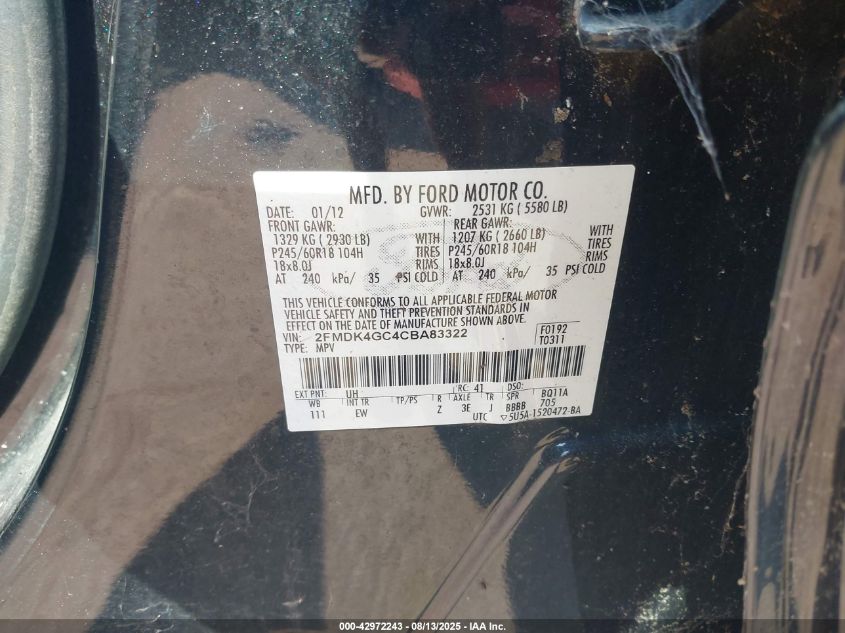 MFD. BY FORD MOTOR CO.
DATE: 01/12 GVWR: 2531 KG ( 5580 LB)
FRONT GAWR: REAR GAWR:
1329 KG ( 2930 LB) WITH 1207 KG ( 2660 LB) WITH
P245/60R18 104H TIRES P245/60R18 104H TIRES
18x8.0J RIMS 18x8.0J RIMS
AT 240 kPa/ 35 PSI COLD AT 240 kPa/ 35 PSI COLD
THIS VEHICLE CONFORMS TO ALL APPLICABLE FEDERAL MOTOR
VEHICLE SAFETY AND THEFT PREVENTION STANDARDS IN
EFFECT ON THE DATE OF MANUFACTURE SHOWN ABOVE.
VIN: 2FMDK4GC4CBA83322 F0192
TYPE: MPV T0311
EXT PNT: UH RC: 41 DSO:
WB INT TR TP/PS R AXLE TR SPR BQ11A
111 EW Z 3E J BBBB 705
UTC ▽5U5A-1520472-BA
000-42972243 - 08/13/2025 - IAA Inc.